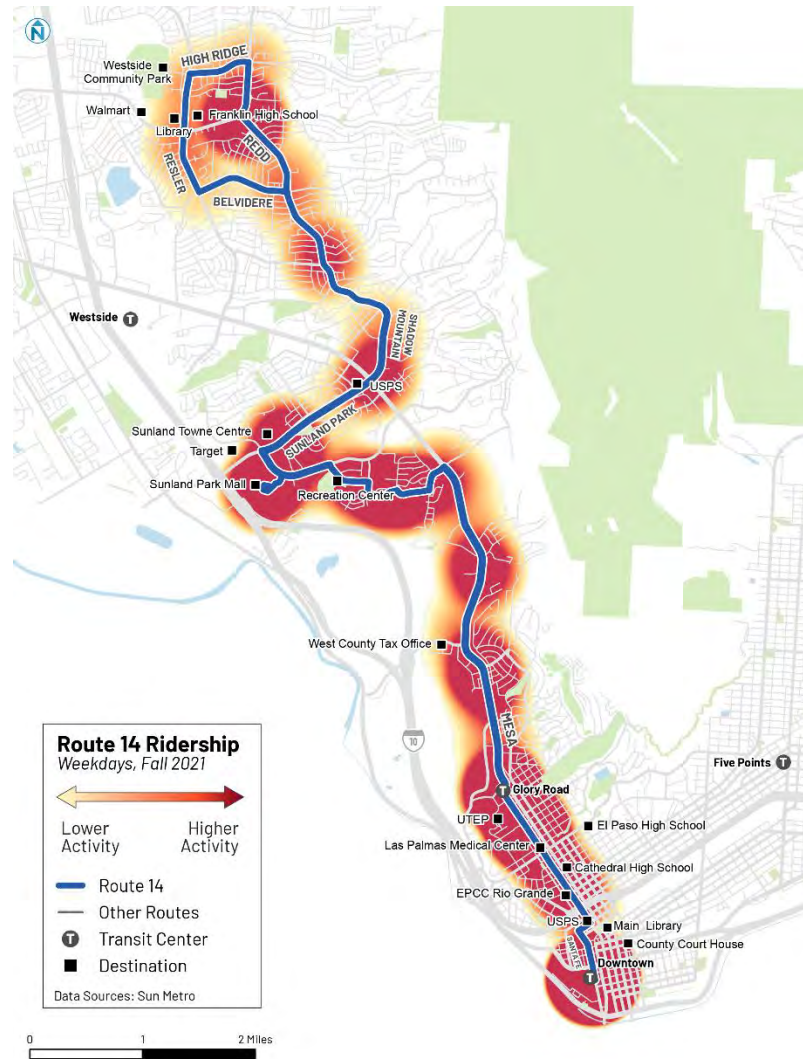 N
HIGH RIDGE
Westside
Community Park
Walmart
Library
Franklin High School
REDD
RESLER
BELVIDERE
Westside T
SHADOW
MOUNTAIN
USPS
Sunland Towne Centre
SUNLAND PARK
Target
Sunland Park Mall
Recreation Center
West County Tax Office
MESA
10
T Glory Road
Five Points T
UTEP
El Paso High School
Las Palmas Medical Center
Cathedral High School
EPCC Rio Grande
USPS
Main Library
SANTA FE
County Court House
Downtown
T
Route 14 Ridership
Weekdays, Fall 2021
Lower Higher
Activity Activity
Route 14
Other Routes
T Transit Center
Destination
Data Sources: Sun Metro
0 1 2 Miles